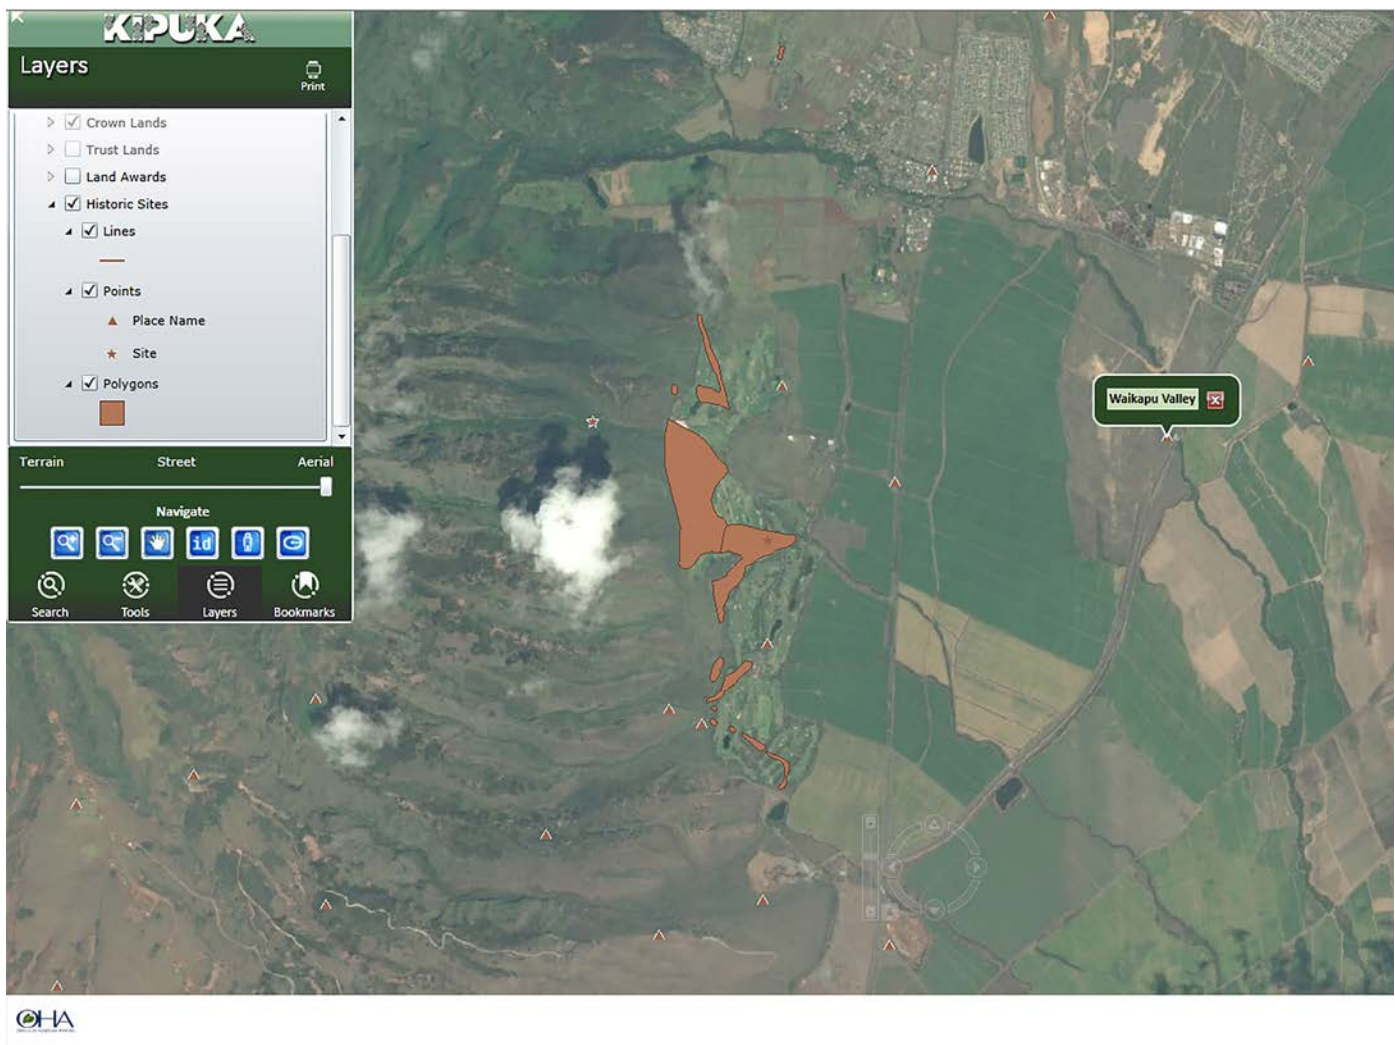 KIPUKA
Layers
Print
Crown Lands
Trust Lands
Land Awards
Historic Sites
Lines
Points
Place Name
Site
Polygons
Terrain Street Aerial
Navigate
id
Search Tools Layers Bookmarks
Waikapu Valley
OHA